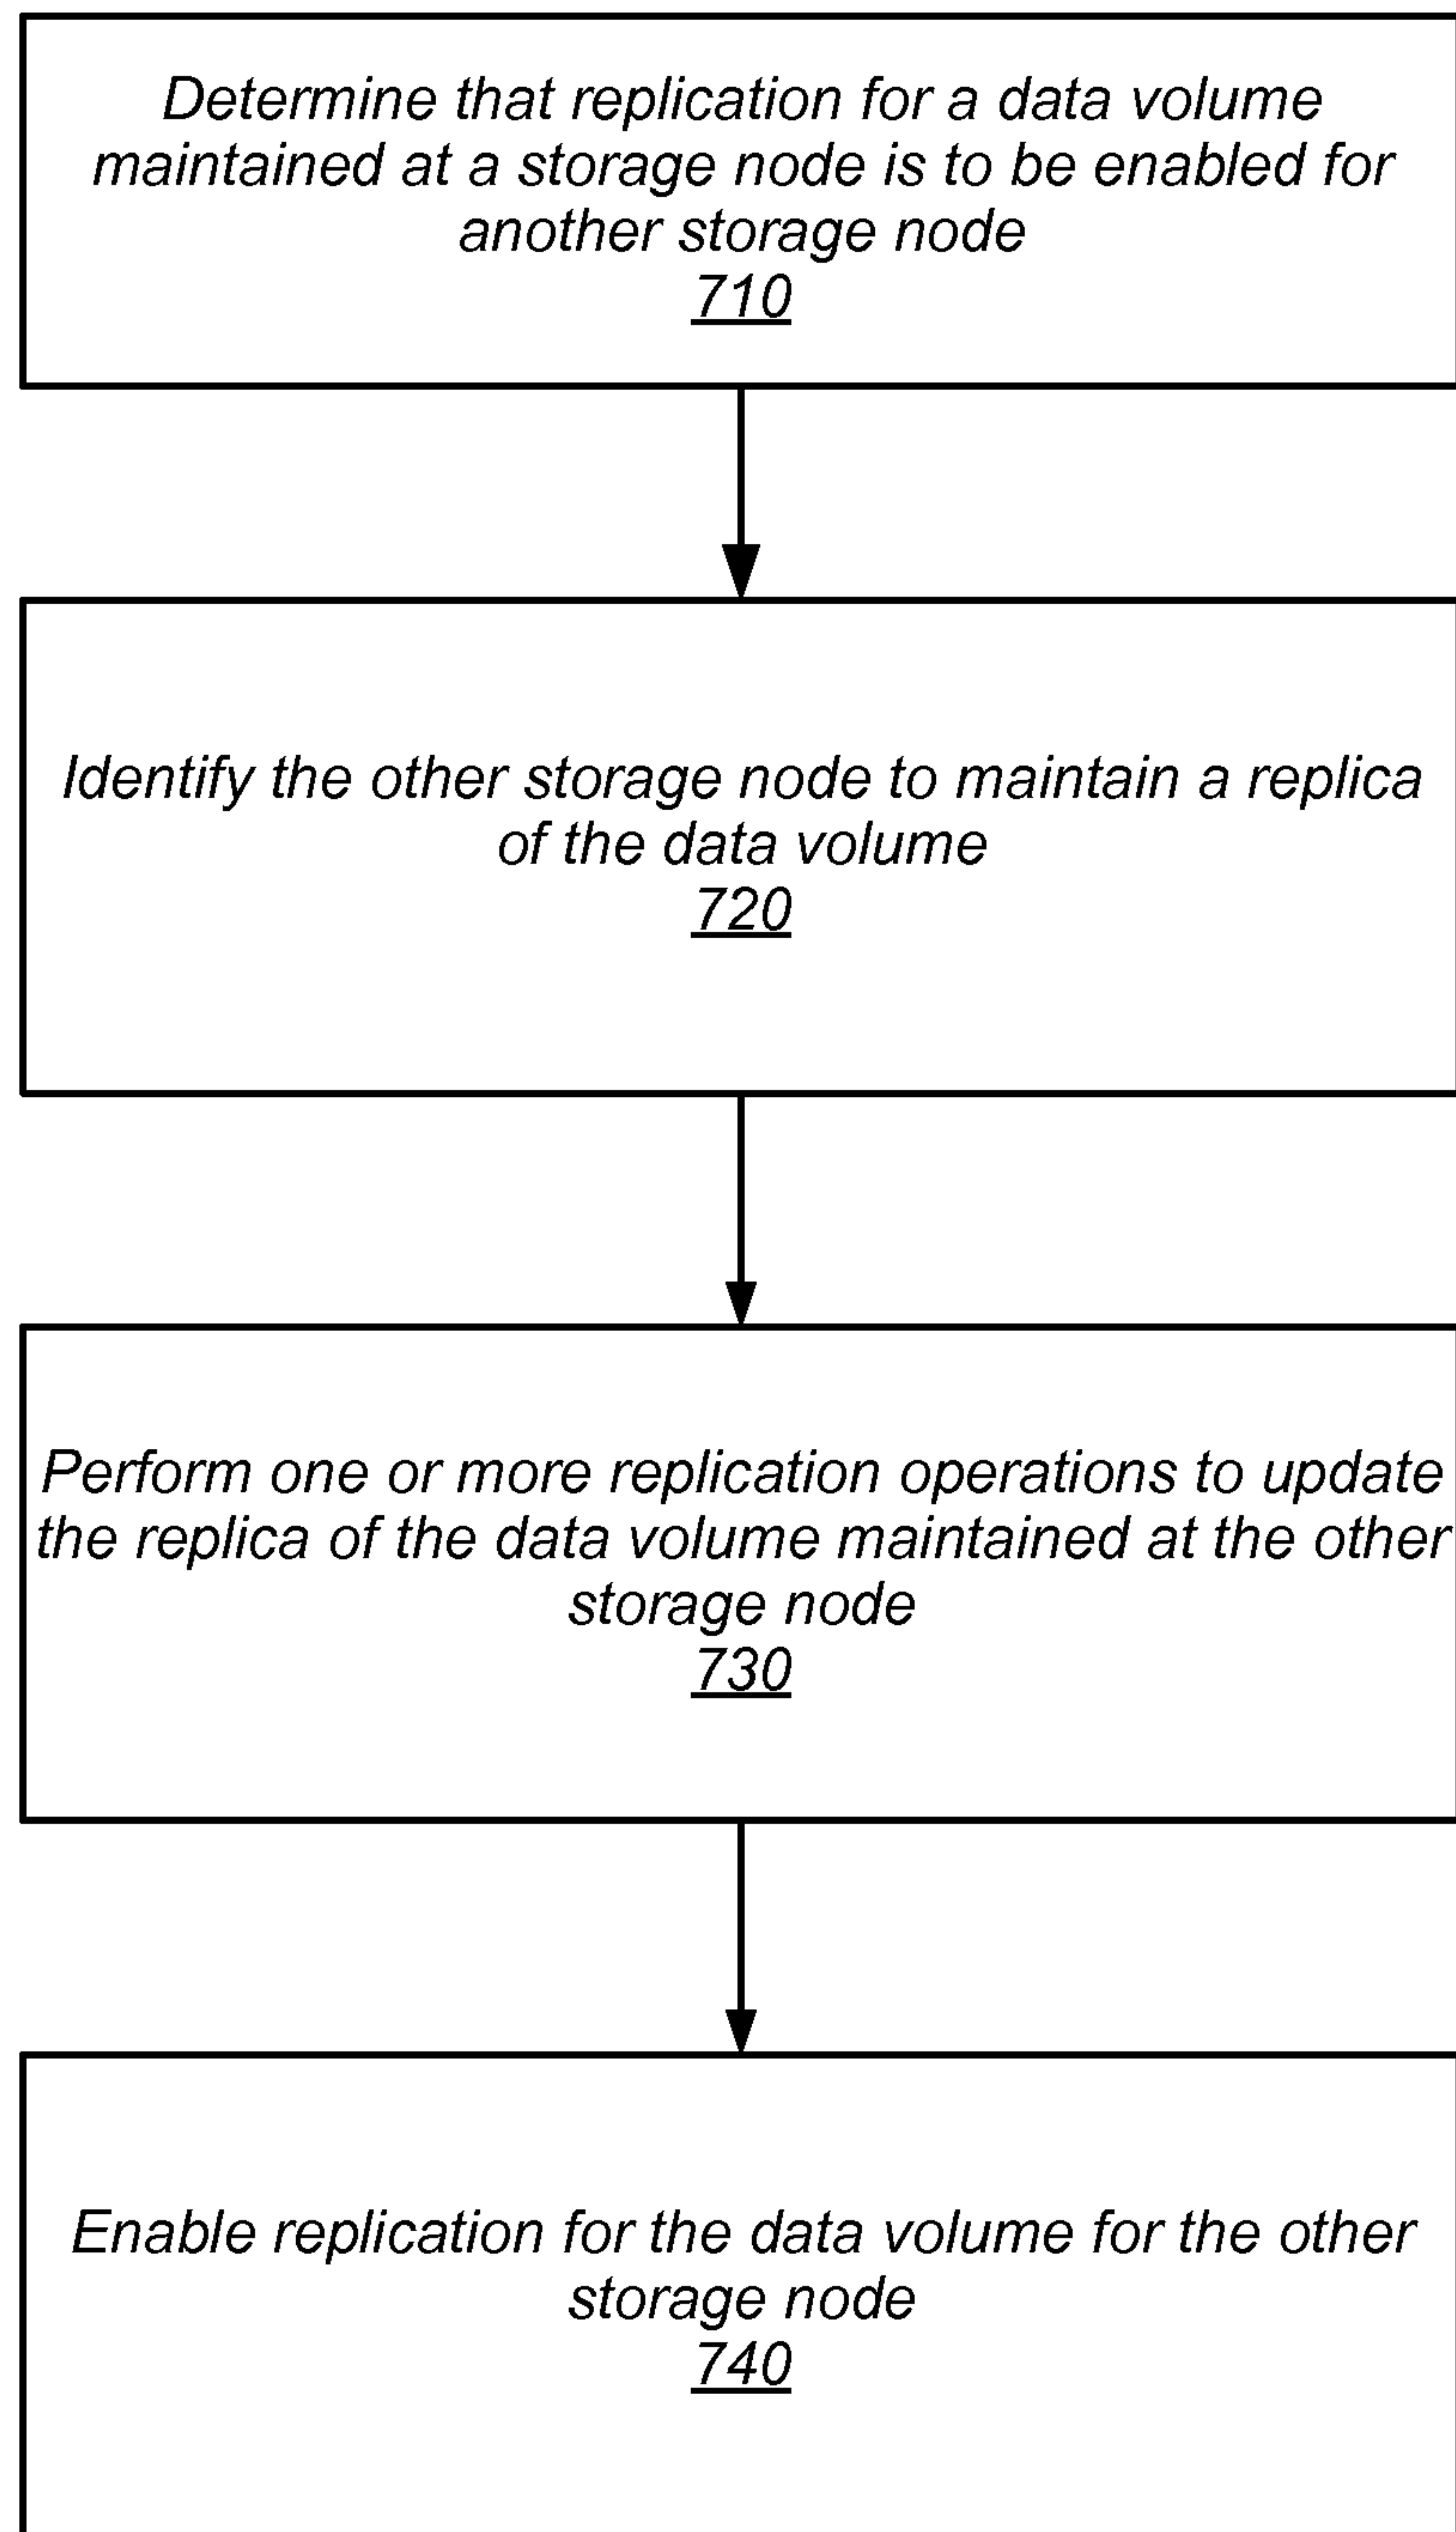 Determine that replication for a data volume
maintained at a storage node is to be enabled for
another storage node
710
Identify the other storage node to maintain a replica
of the data volume
720
Perform one or more replication operations to update
the replica of the data volume maintained at the other
storage node
730
Enable replication for the data volume for the other
storage node
740